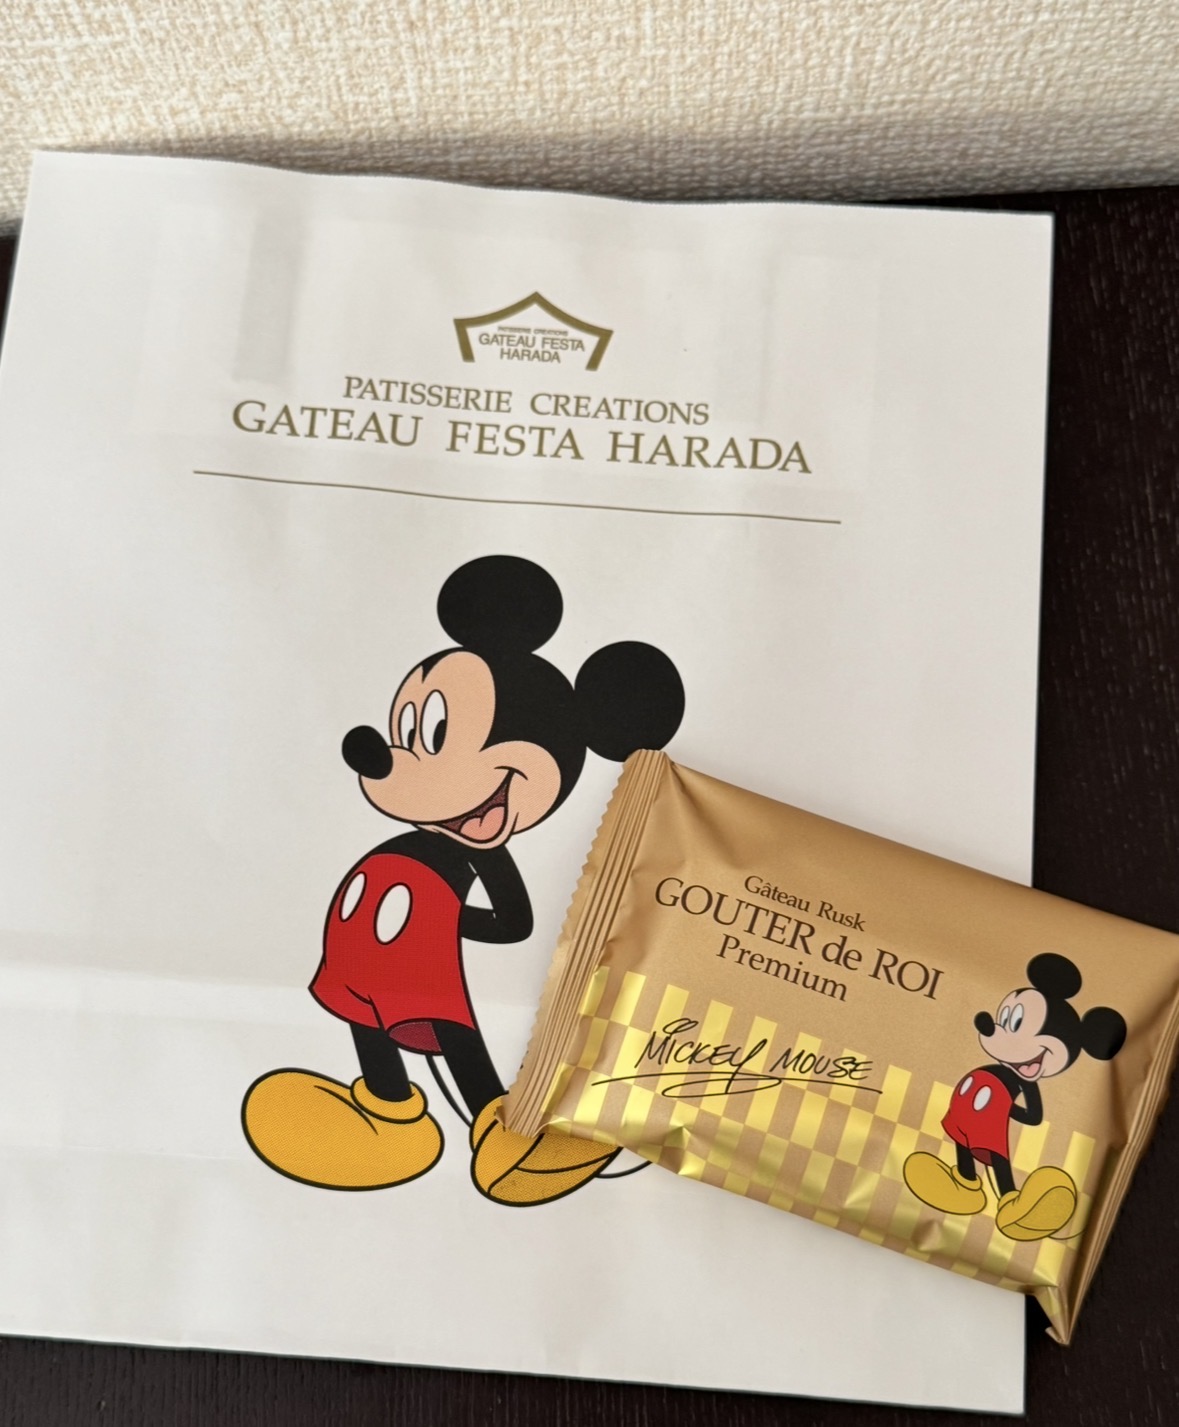 PATISSERIE CREATIONS
GATEAU FESTA
HARADA
PATISSERIE CREATIONS
GATEAU FESTA HARADA
Gâteau Rusk
GOUTER de ROI
Premium
MICKEY MOUSE